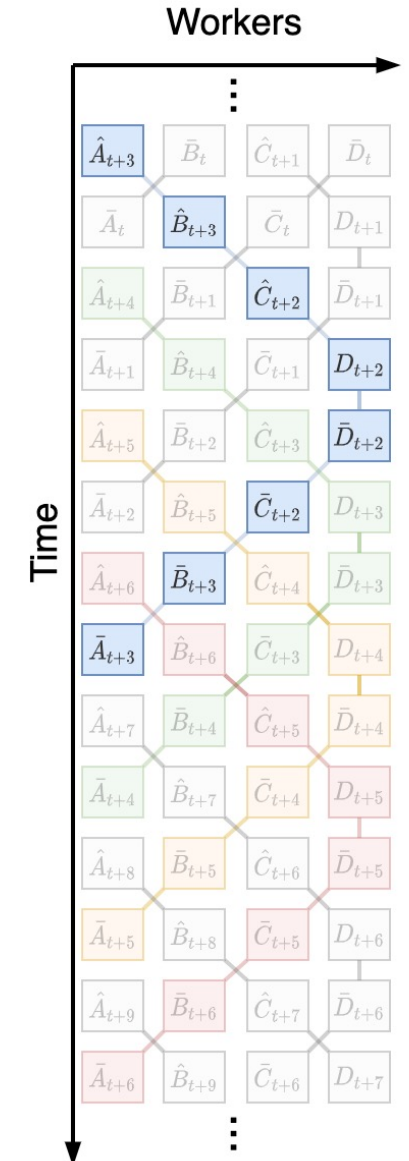 Workers
⋮
Â_{t+3} B̄_t Ĉ_{t+1} D̄_t
Ā_t B̂_{t+3} C̄_t D_{t+1}
Â_{t+4} B̄_{t+1} Ĉ_{t+2} D̄_{t+1}
Ā_{t+1} B̂_{t+4} C̄_{t+1} D_{t+2}
Â_{t+5} B̄_{t+2} Ĉ_{t+3} D̄_{t+2}
Ā_{t+2} B̂_{t+5} C̄_{t+2} D_{t+3}
Â_{t+6} B̄_{t+3} Ĉ_{t+4} D̄_{t+3}
Ā_{t+3} B̂_{t+6} C̄_{t+3} D_{t+4}
Â_{t+7} B̄_{t+4} Ĉ_{t+5} D̄_{t+4}
Ā_{t+4} B̂_{t+7} C̄_{t+4} D_{t+5}
Â_{t+8} B̄_{t+5} Ĉ_{t+6} D̄_{t+5}
Ā_{t+5} B̂_{t+8} C̄_{t+5} D_{t+6}
Â_{t+9} B̄_{t+6} Ĉ_{t+7} D̄_{t+6}
Ā_{t+6} B̂_{t+9} C̄_{t+6} D_{t+7}
⋮
Time